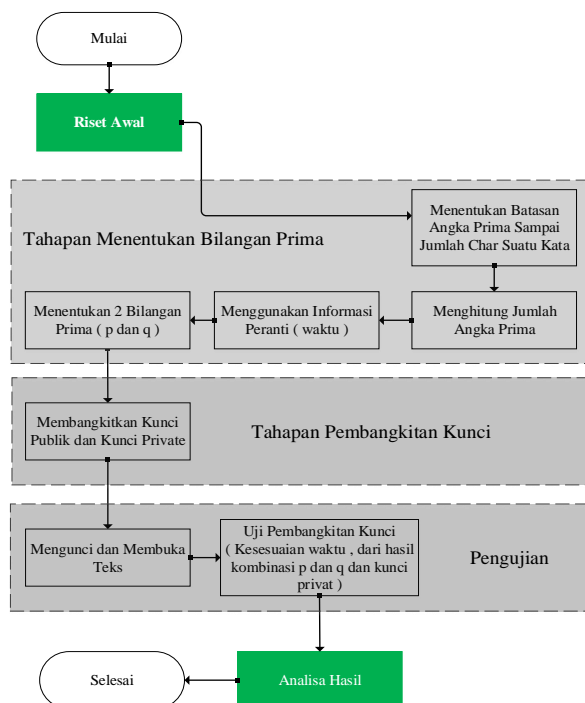 Mulai
Riset Awal
Tahapan Menentukan Bilangan Prima
Menentukan Batasan
Angka Prima Sampai
Jumlah Char Suatu Kata
Menghitung Jumlah
Angka Prima
Menggunakan Informasi
Peranti ( waktu )
Menentukan 2 Bilangan
Prima ( p dan q )
Membangkitkan Kunci
Publik dan Kunci Private
Tahapan Pembangkitan Kunci
Mengunci dan Membuka
Teks
Uji Pembangkitan Kunci
( Kesesuaian waktu , dari hasil
kombinasi p dan q dan kunci
privat )
Pengujian
Analisa Hasil
Selesai